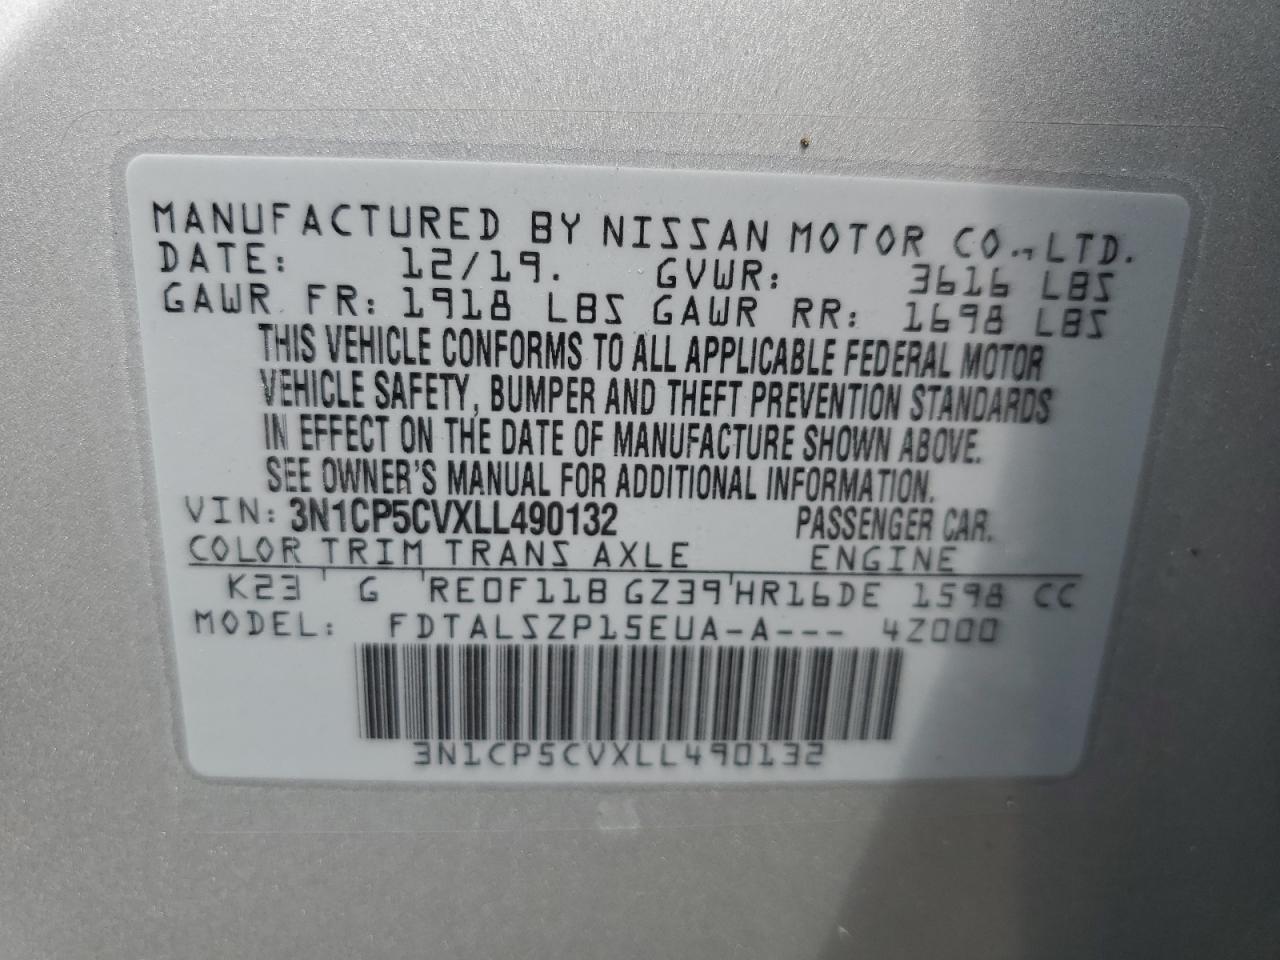 MANUFACTURED BY NISSAN MOTOR CO., LTD.
DATE: 12/19. GVWR: 3616 LBS
GAWR FR: 1918 LBS GAWR RR: 1698 LBS
THIS VEHICLE CONFORMS TO ALL APPLICABLE FEDERAL MOTOR
VEHICLE SAFETY, BUMPER AND THEFT PREVENTION STANDARDS
IN EFFECT ON THE DATE OF MANUFACTURE SHOWN ABOVE.
SEE OWNER'S MANUAL FOR ADDITIONAL INFORMATION.
VIN: 3N1CP5CVXLL490132 PASSENGER CAR.
COLOR TRIM TRANS AXLE ENGINE
K23 ' G ' RE0F11B GZ39 ' HR16DE 1598 CC
MODEL: FDTALSZP15EUA-A--- 4Z000
3N1CP5CVXLL490132